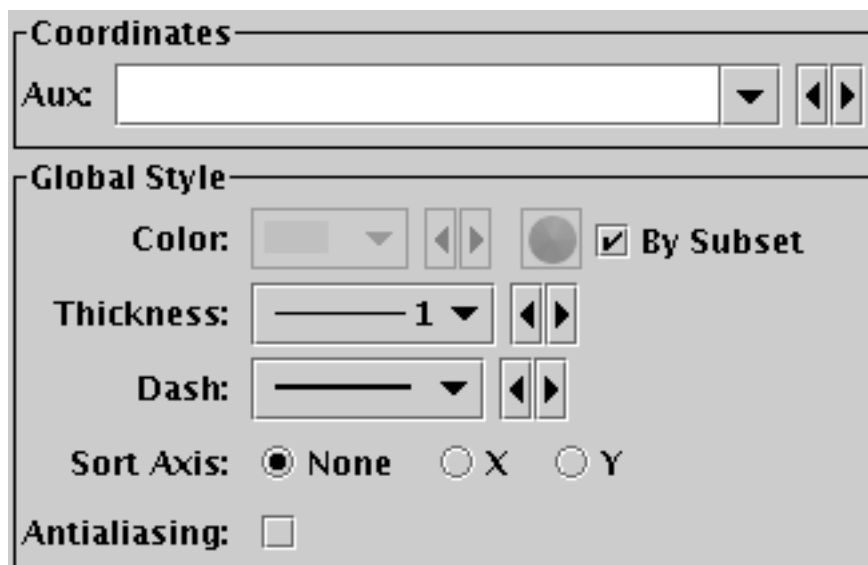 Coordinates
Aux:
Global Style
Color: By Subset
Thickness: 1
Dash:
Sort Axis: None X Y
Antialiasing: